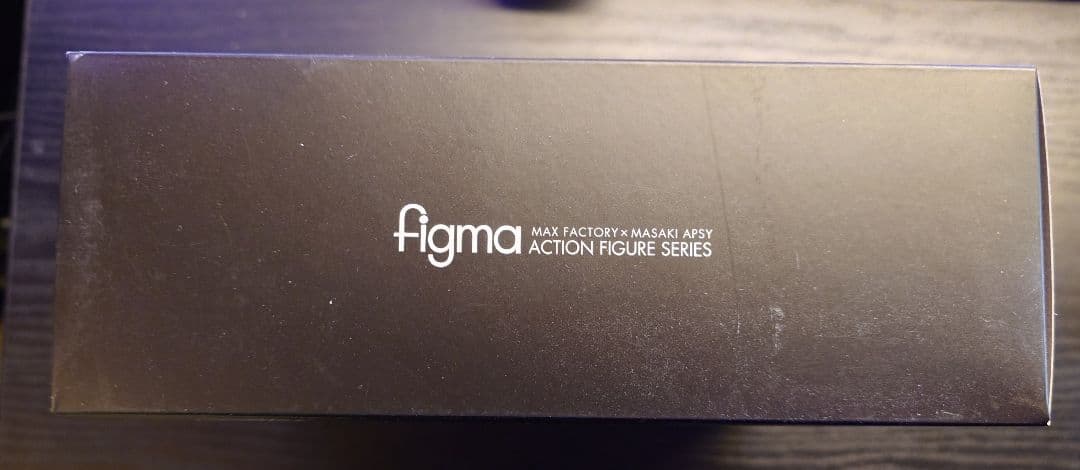 figma
MAX FACTORY×MASAKI APSY
ACTION FIGURE SERIES